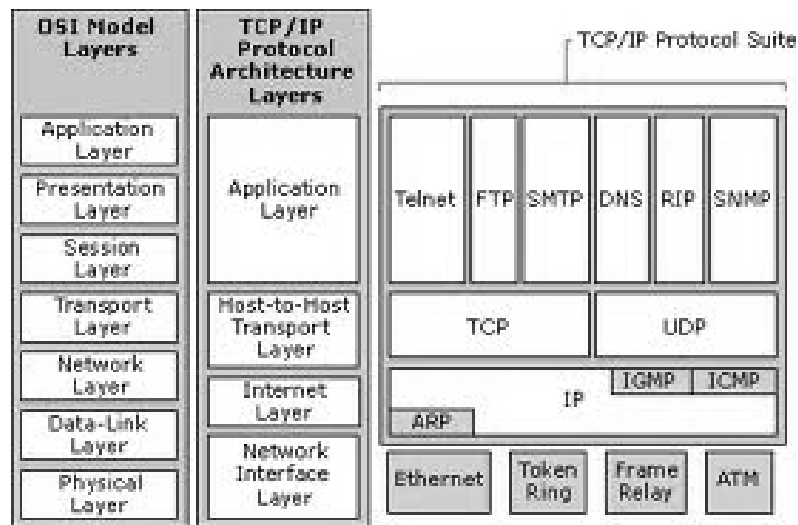 OSI Model
Layers
Application
Layer
Presentation
Layer
Session
Layer
Transport
Layer
Network
Layer
Data-Link
Layer
Physical
Layer
TCP/IP
Protocol
Architecture
Layers
Application
Layer
Host-to-Host
Transport
Layer
Internet
Layer
Network
Interface
Layer
TCP/IP Protocol Suite
Telnet
FTP
SMTP
DNS
RIP
SNMP
TCP
UDP
IP
IGMP
ICMP
ARP
Ethernet
Token
Ring
Frame
Relay
ATM